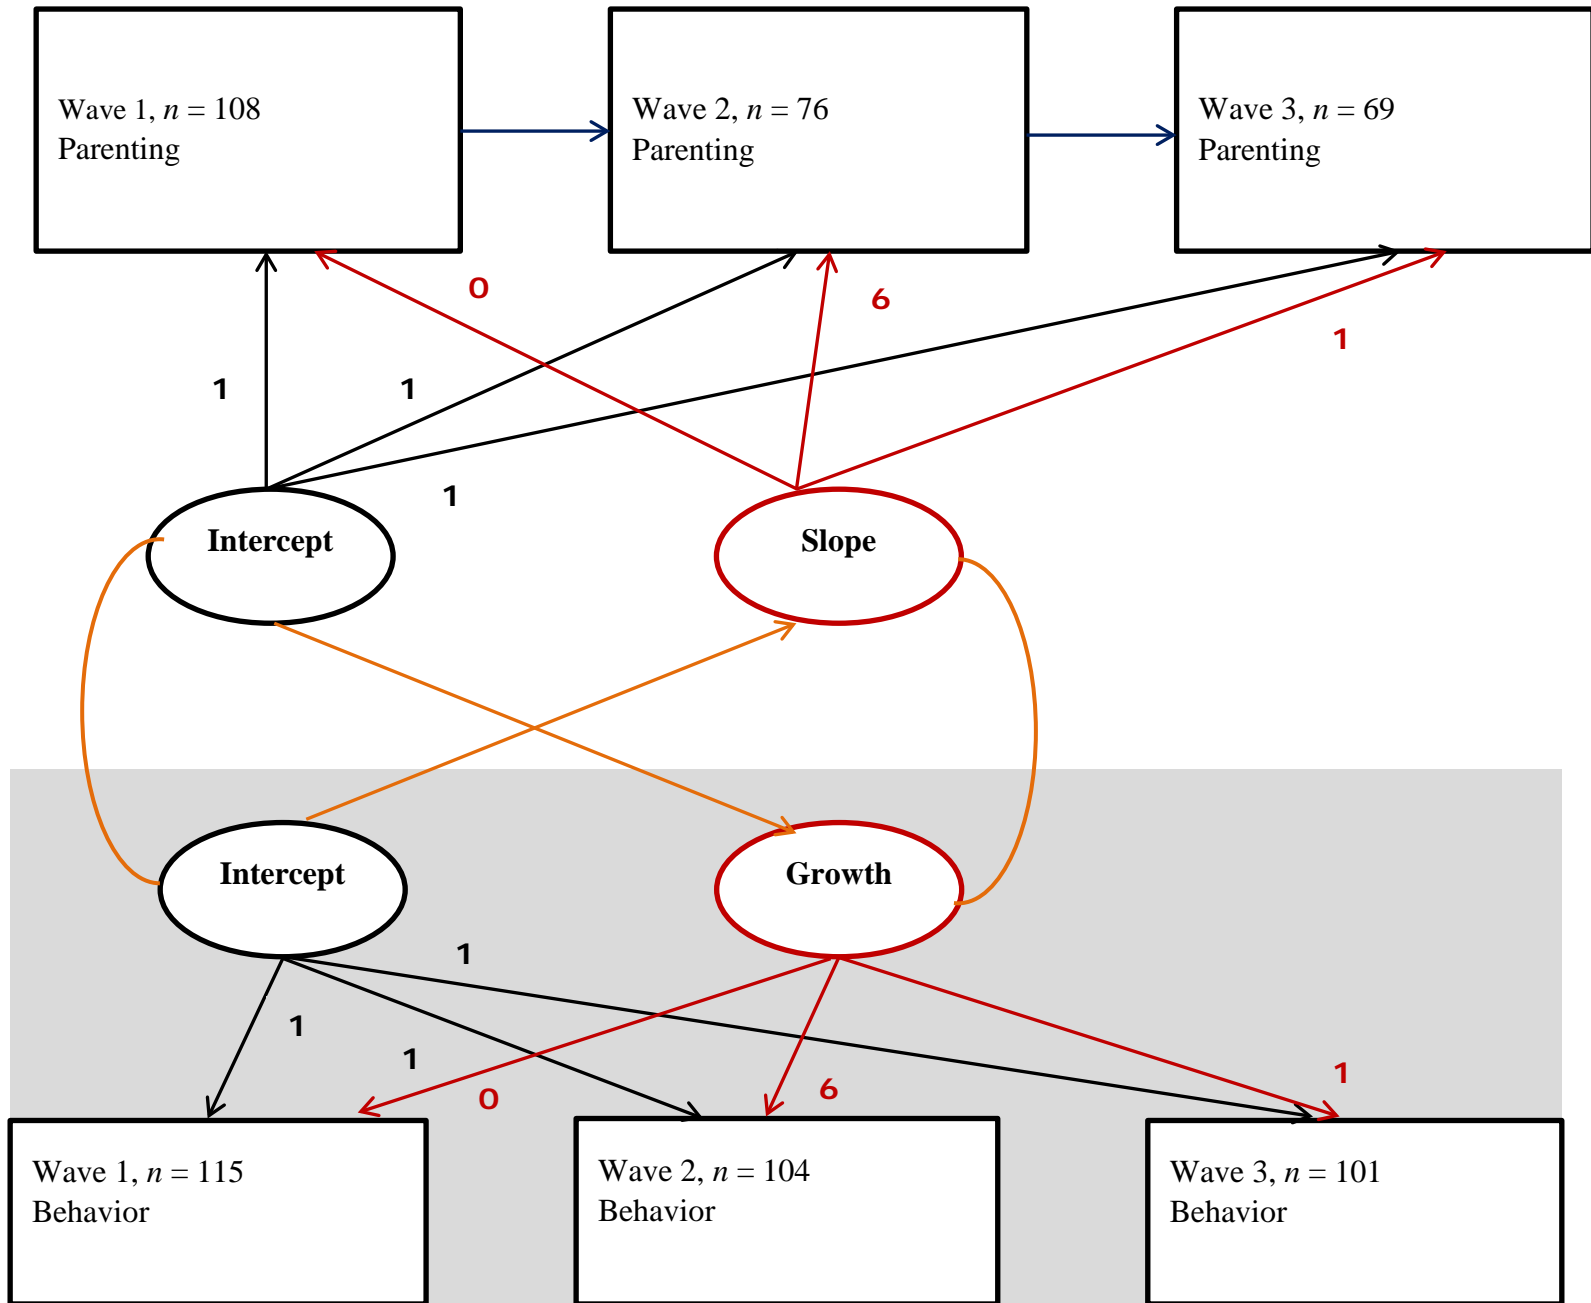 Wave 1, n = 108
Parenting
Wave 2, n = 76
Parenting
Wave 3, n = 69
Parenting
0
6
1
1
1
1
Intercept
Slope
Intercept
Growth
1
1
1
0
6
1
Wave 1, n = 115
Behavior
Wave 2, n = 104
Behavior
Wave 3, n = 101
Behavior